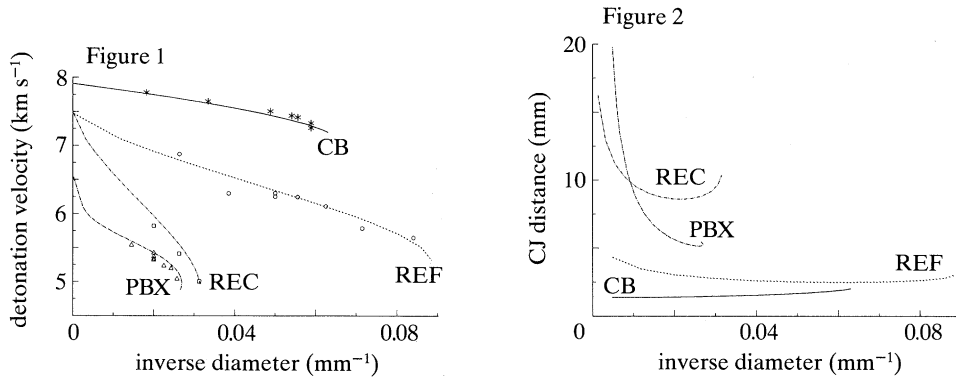 Figure 1
detonation velocity (km s⁻¹)
8
7
6
5
CB
REF
REC
PBX
0
0.04
0.08
inverse diameter (mm⁻¹)
Figure 2
CJ distance (mm)
20
10
0
REC
PBX
REF
CB
0
0.04
0.08
inverse diameter (mm⁻¹)